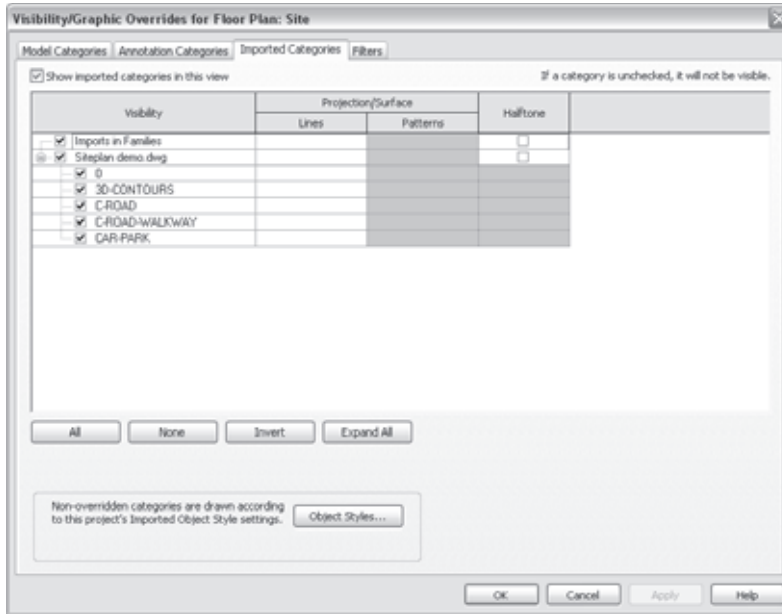 Visibility/Graphic Overrides for Floor Plan: Site
Model Categories Annotation Categories Imported Categories Filters
Show imported categories in this view If a category is unchecked, it will not be visible.
Visibility Projection/Surface Halftone
Lines Patterns
Imports in Families
Siteplan demo.dwg
0
3D-CONTOURS
C-ROAD
C-ROAD-WALKWAY
CAR-PARK
All None Invert Expand All
Non-overridden categories are drawn according
to this project's Imported Object Style settings.
Object Styles...
OK Cancel Apply Help